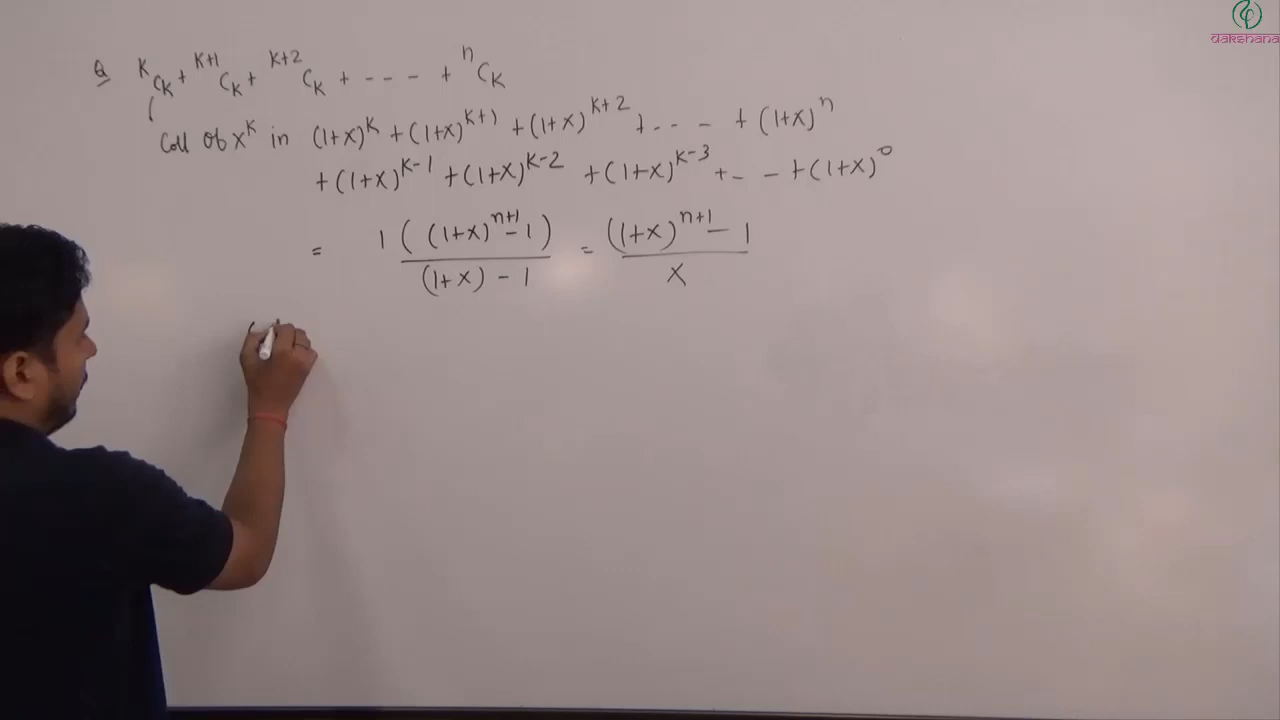 dakshana
Q ᴷCₖ + ᴷ⁺¹Cₖ + ᴷ⁺²Cₖ + ---- + ⁿCₖ
Coll Of xᵏ in (1+x)ᵏ + (1+x)ᵏ⁺¹ + (1+x)ᵏ⁺² + --- + (1+x)ⁿ
+ (1+x)ᵏ⁻¹ + (1+x)ᵏ⁻² + (1+x)ᵏ⁻³ + -- + (1+x)⁰
= 1((1+x)ⁿ⁺¹ - 1) / (1+x) - 1 = (1+x)ⁿ⁺¹ - 1 / x